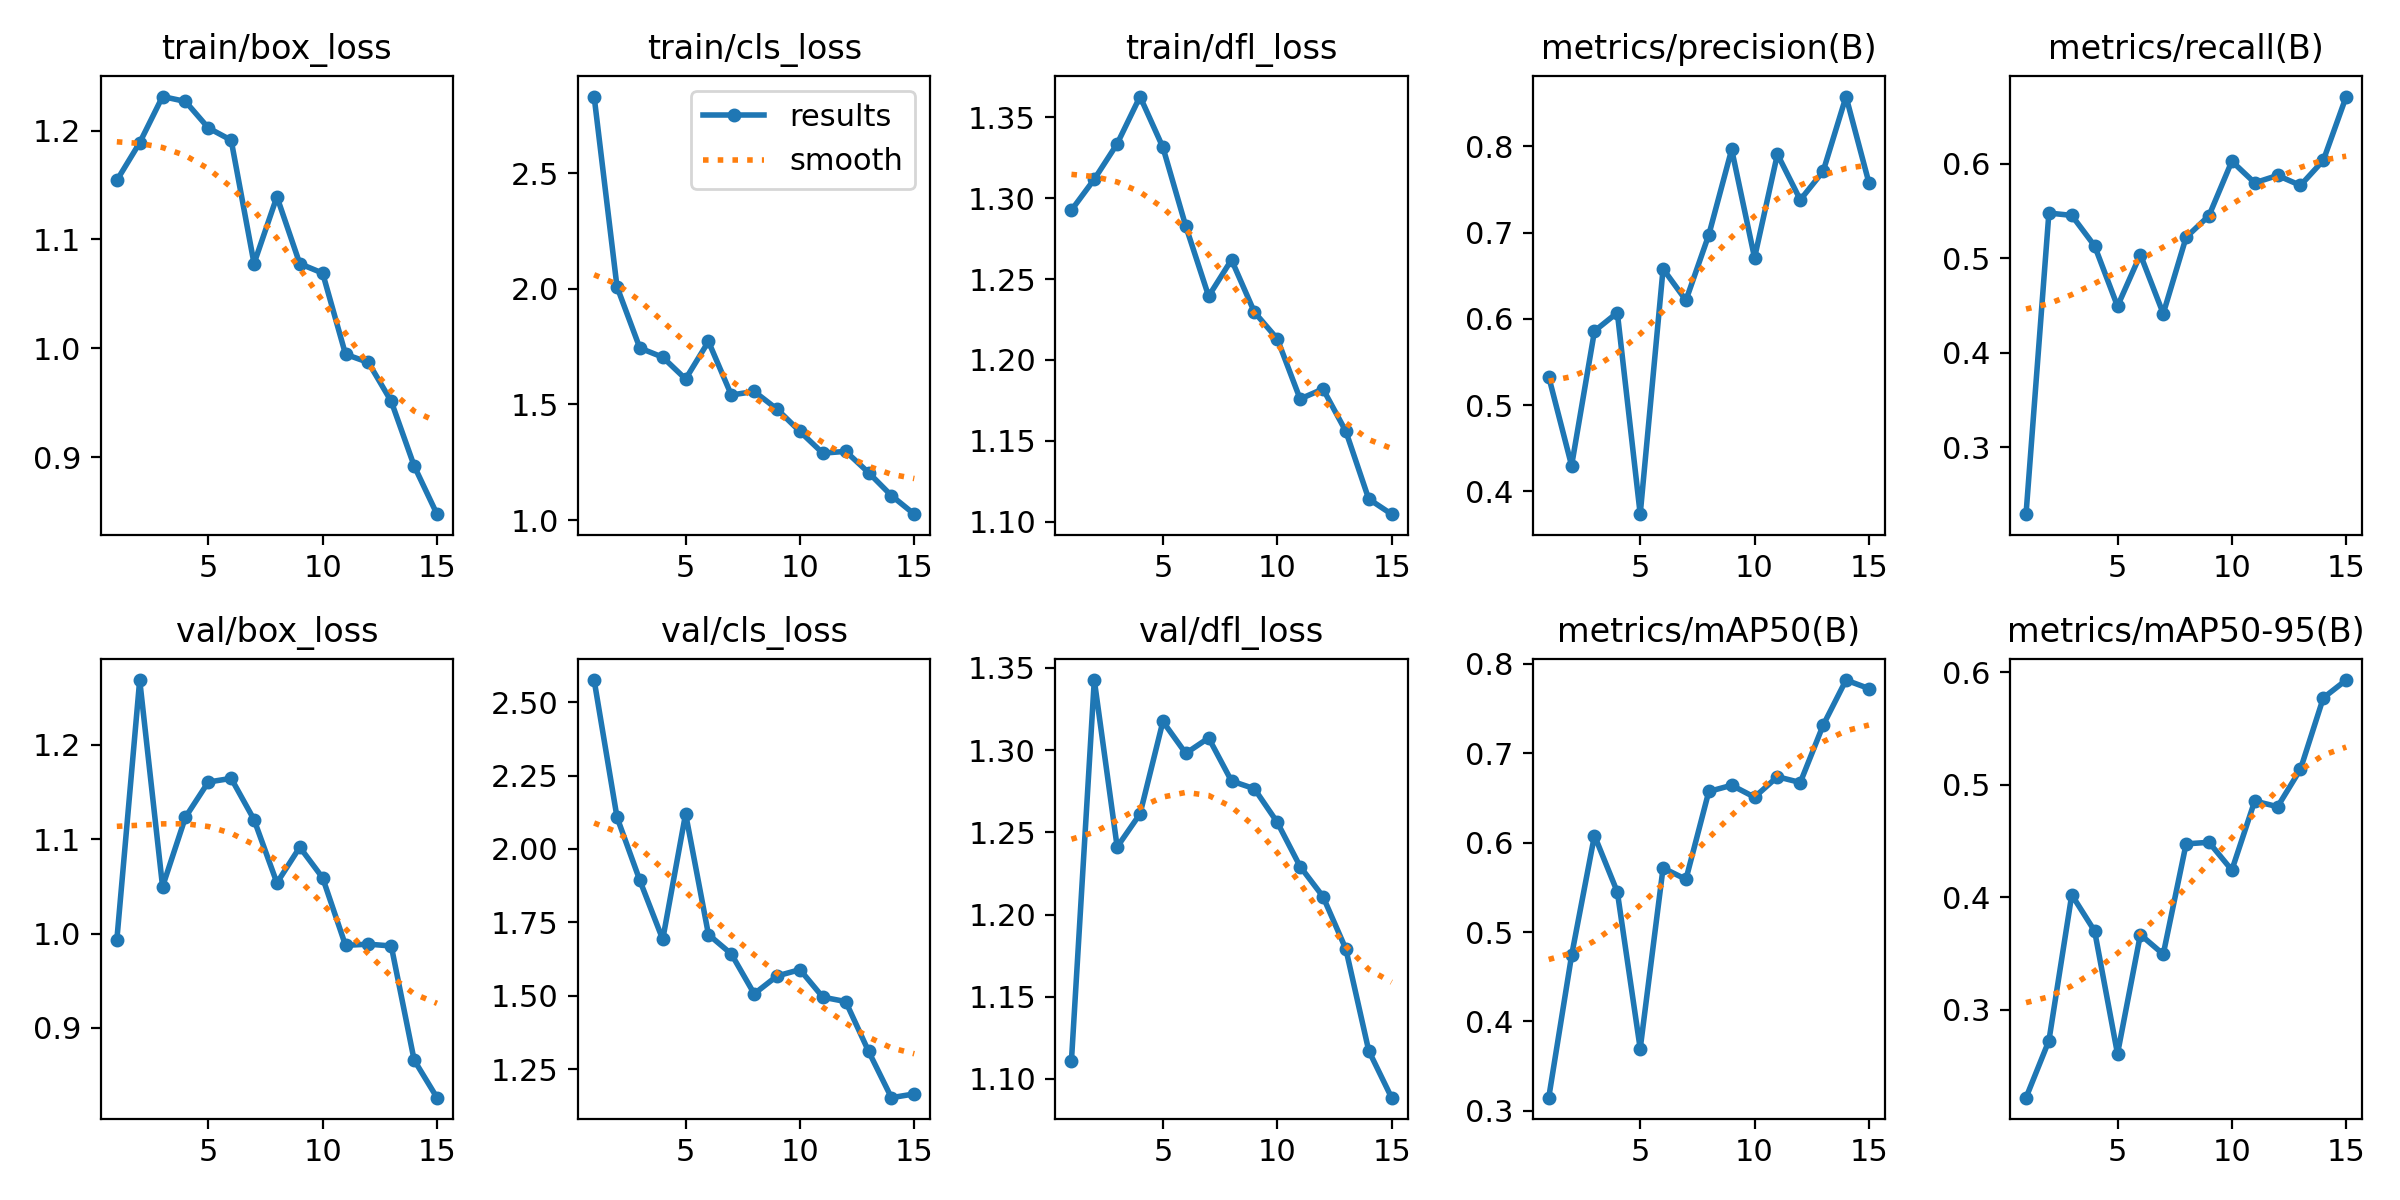 train/box_loss
train/cls_loss
train/dfl_loss
metrics/precision(B)
metrics/recall(B)
1.2
1.1
1.0
0.9
5 10 15
results
smooth
2.5
2.0
1.5
1.0
5 10 15
1.35
1.30
1.25
1.20
1.15
1.10
5 10 15
0.8
0.7
0.6
0.5
0.4
5 10 15
0.6
0.5
0.4
0.3
5 10 15
val/box_loss
val/cls_loss
val/dfl_loss
metrics/mAP50(B)
metrics/mAP50-95(B)
1.2
1.1
1.0
0.9
5 10 15
2.50
2.25
2.00
1.75
1.50
1.25
5 10 15
1.35
1.30
1.25
1.20
1.15
1.10
5 10 15
0.8
0.7
0.6
0.5
0.4
0.3
5 10 15
0.6
0.5
0.4
0.3
5 10 15